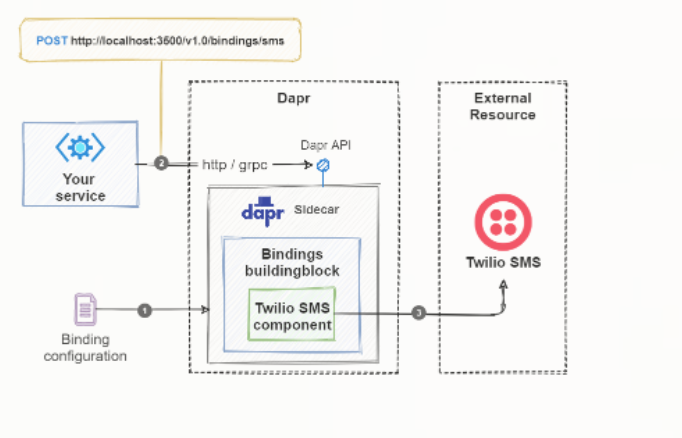 POST http://localhost:3500/v1.0/bindings/sms
Dapr
External
Resource
Your
service
2
http / grpc
Dapr API
dapr
Sidecar
Bindings
buildingblock
Twilio SMS
component
Twilio SMS
1
3
Binding
configuration